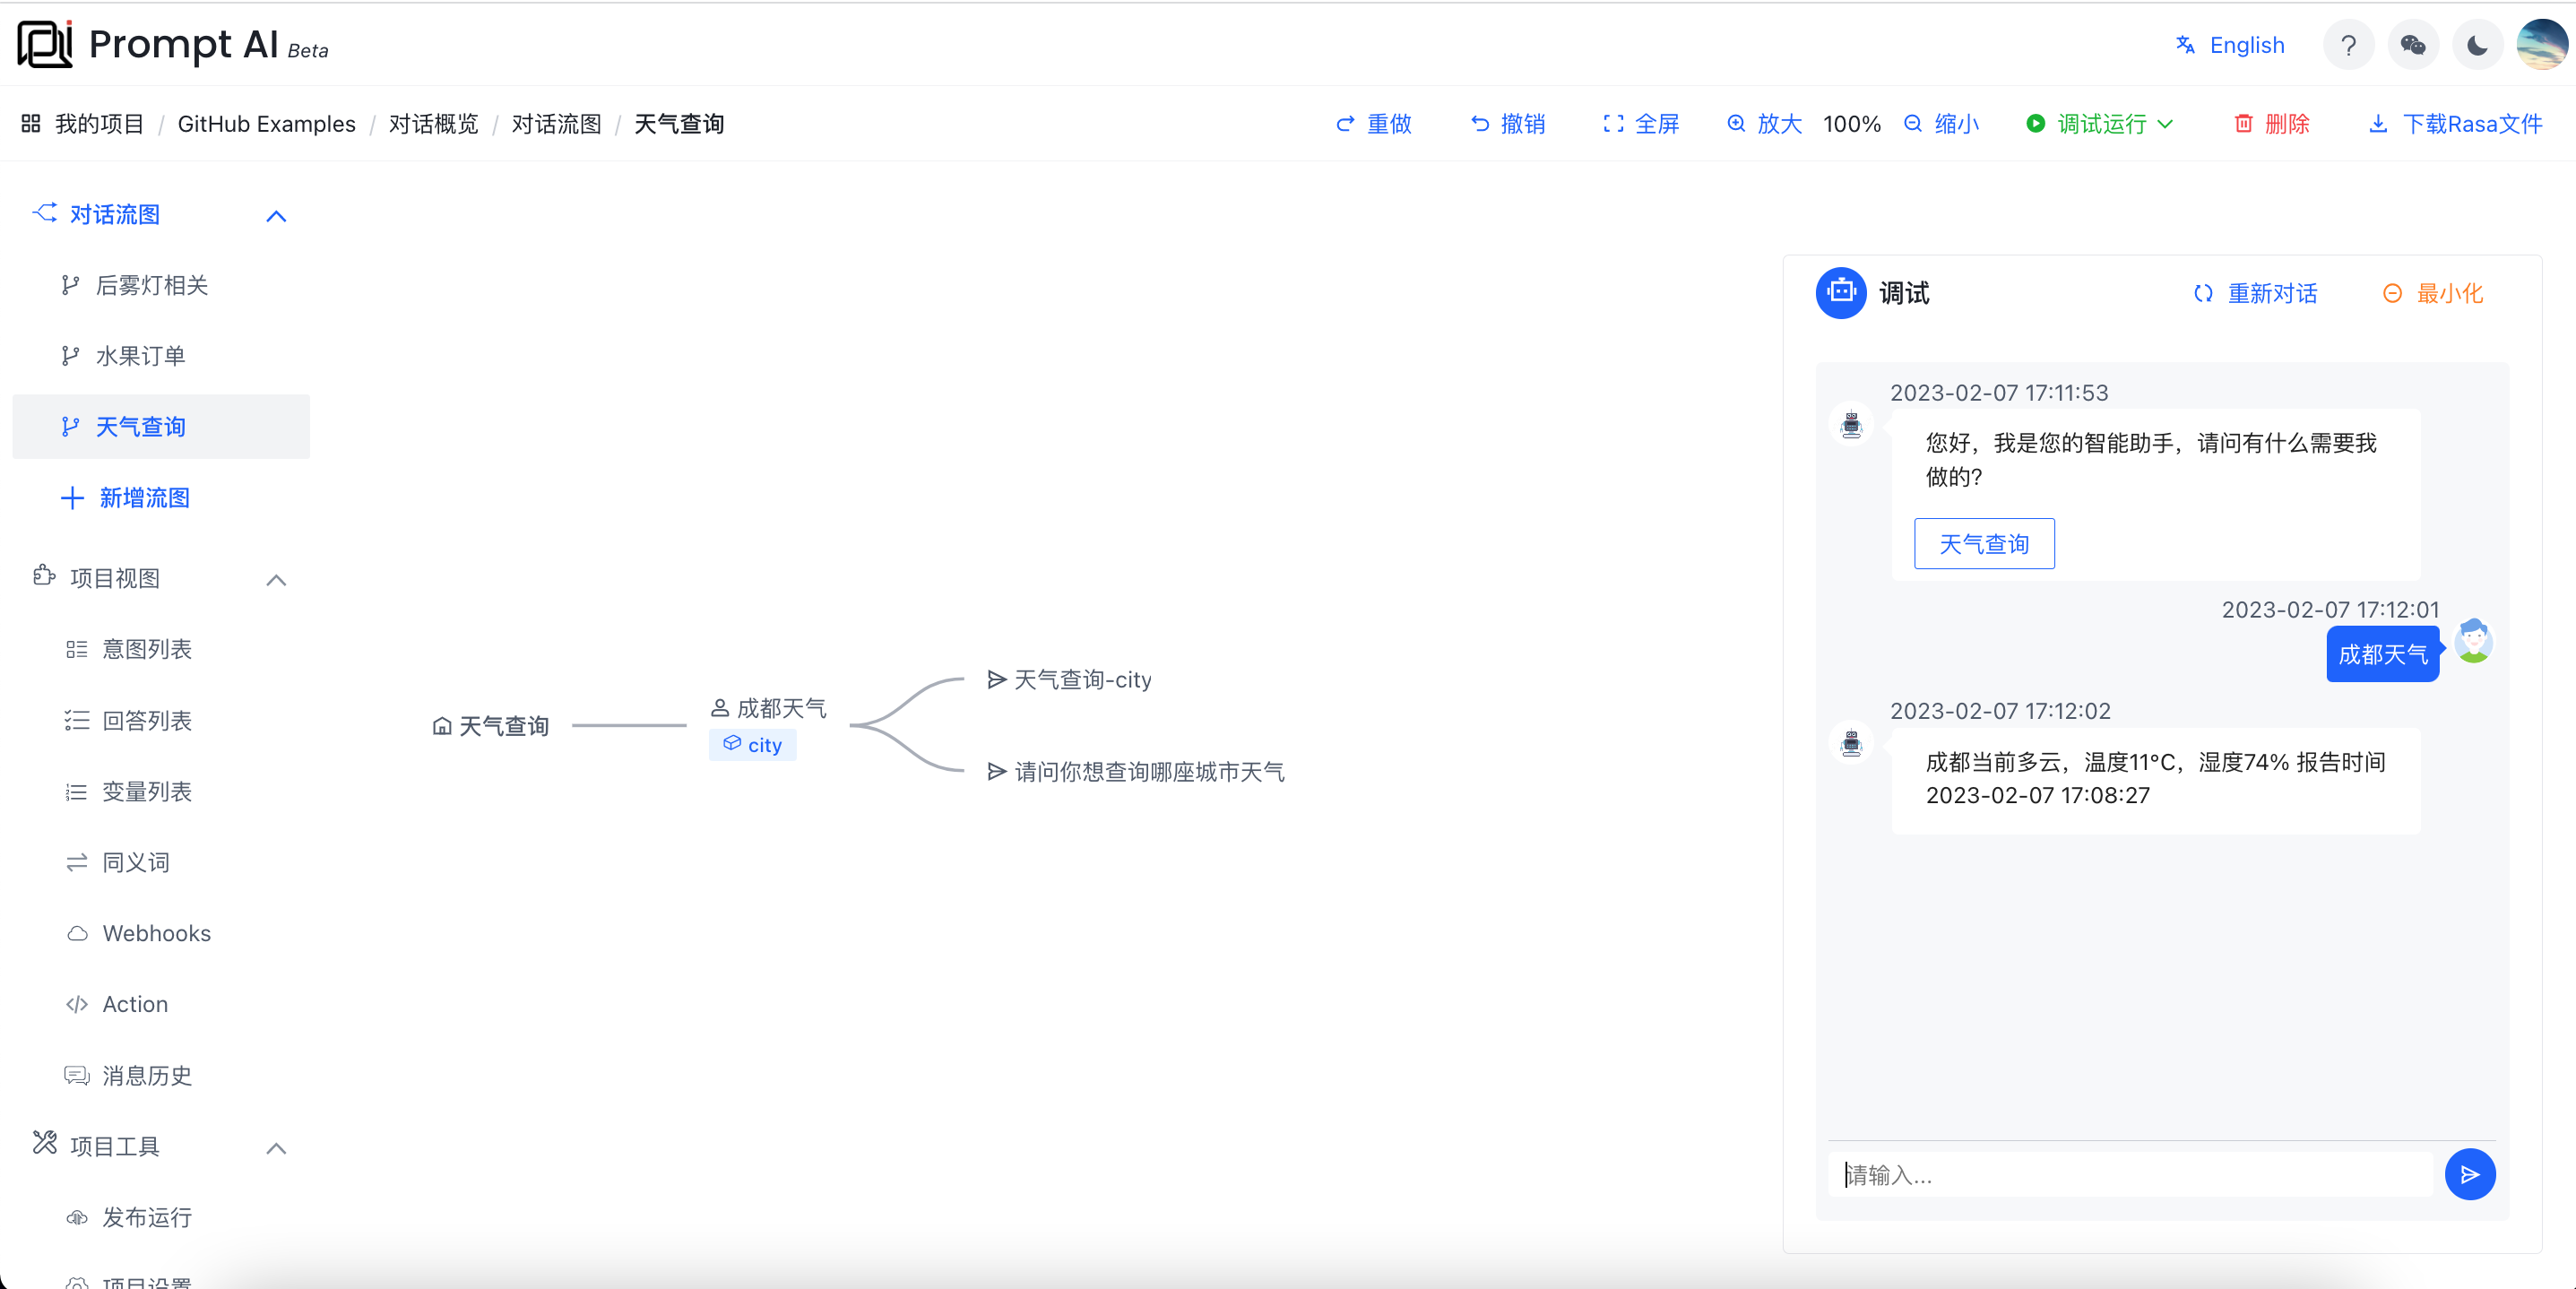 Prompt AI Beta
English
我的项目 / GitHub Examples / 对话概览 / 对话流图 / 天气查询
重做 撤销 全屏 放大 100% 缩小 调试运行 删除 下载Rasa文件
对话流图
后雾灯相关
水果订单
天气查询
新增流图
项目视图
意图列表
回答列表
变量列表
同义词
Webhooks
Action
消息历史
项目工具
发布运行
项目设置
天气查询
成都天气
city
天气查询-city
请问你想查询哪座城市天气
调试 重新对话 最小化
2023-02-07 17:11:53
您好，我是您的智能助手，请问有什么需要我
做的?
天气查询
2023-02-07 17:12:01
成都天气
2023-02-07 17:12:02
成都当前多云，温度11°C，湿度74% 报告时间
2023-02-07 17:08:27
请输入...